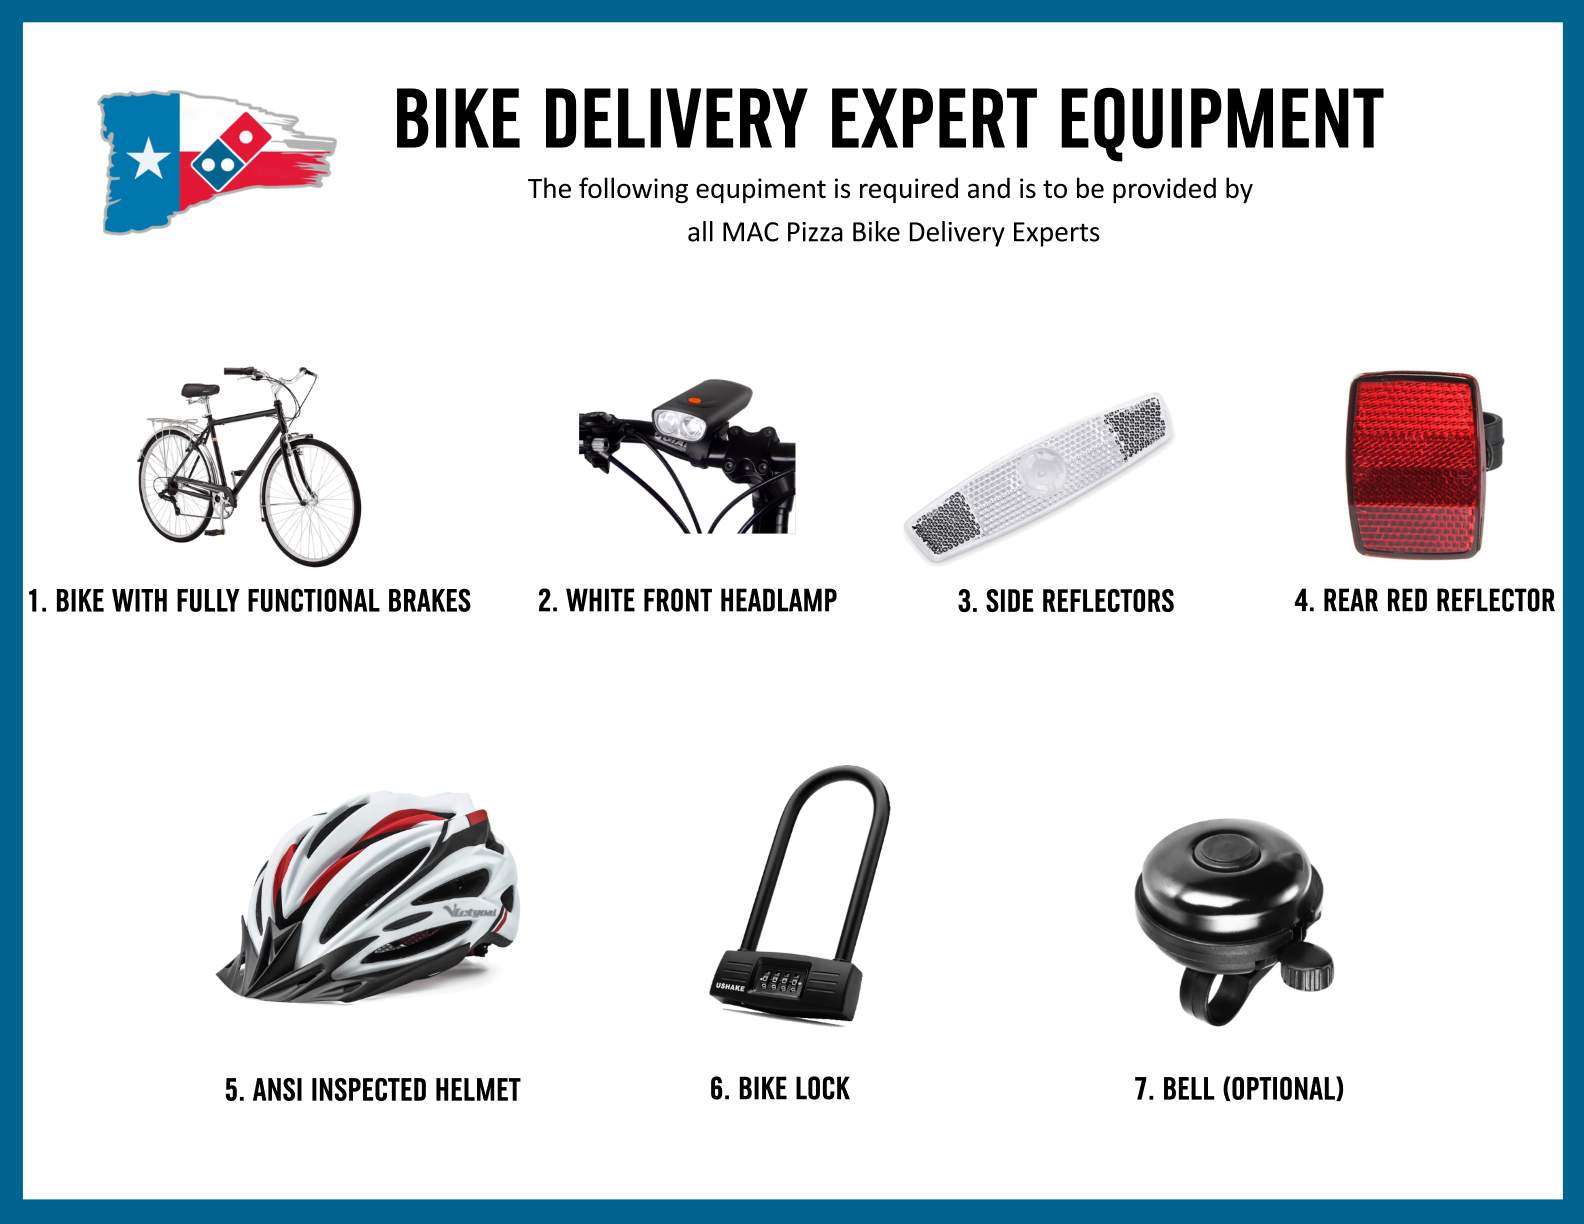 BIKE DELIVERY EXPERT EQUIPMENT
The following equpiment is required and is to be provided by
all MAC Pizza Bike Delivery Experts
1. BIKE WITH FULLY FUNCTIONAL BRAKES
2. WHITE FRONT HEADLAMP
3. SIDE REFLECTORS
4. REAR RED REFLECTOR
Victgoal
USHAKE
5. ANSI INSPECTED HELMET
6. BIKE LOCK
7. BELL (OPTIONAL)